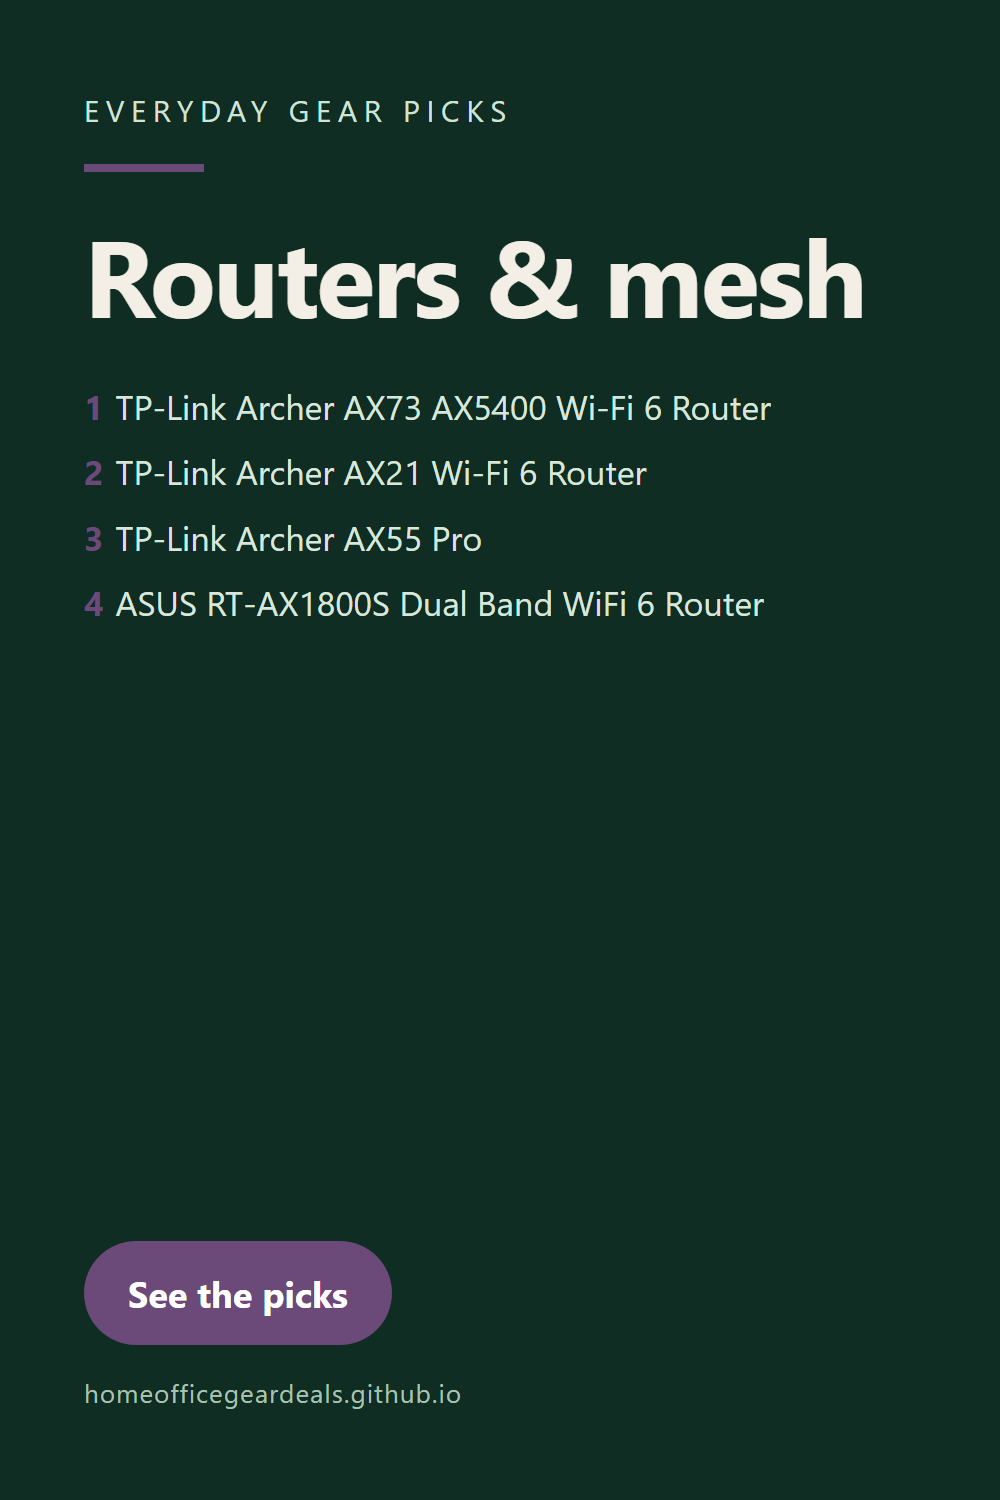 EVERYDAY GEAR PICKS
Routers & mesh
1 TP-Link Archer AX73 AX5400 Wi-Fi 6 Router
2 TP-Link Archer AX21 Wi-Fi 6 Router
3 TP-Link Archer AX55 Pro
4 ASUS RT-AX1800S Dual Band WiFi 6 Router
See the picks
homeofficegeardeals.github.io